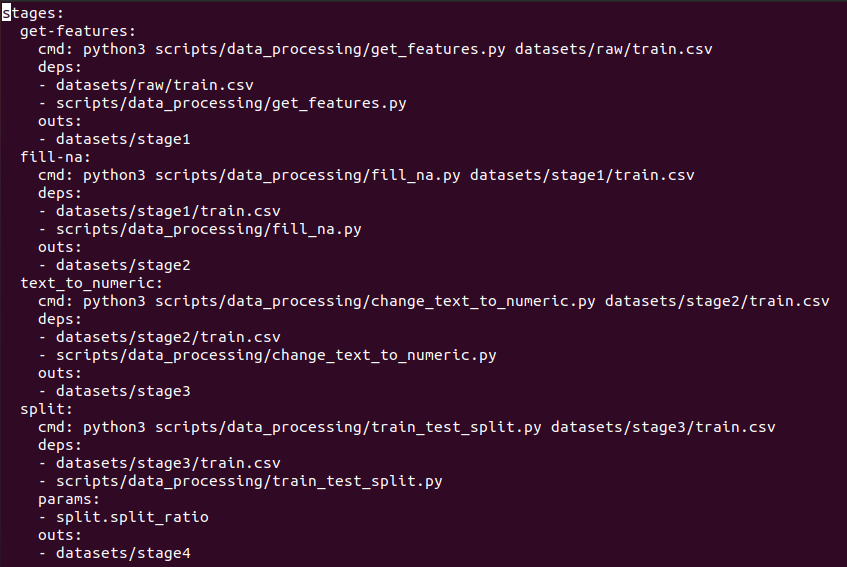 stages:
  get-features:
    cmd: python3 scripts/data_processing/get_features.py datasets/raw/train.csv
    deps:
    - datasets/raw/train.csv
    - scripts/data_processing/get_features.py
    outs:
    - datasets/stage1
  fill-na:
    cmd: python3 scripts/data_processing/fill_na.py datasets/stage1/train.csv
    deps:
    - datasets/stage1/train.csv
    - scripts/data_processing/fill_na.py
    outs:
    - datasets/stage2
  text_to_numeric:
    cmd: python3 scripts/data_processing/change_text_to_numeric.py datasets/stage2/train.csv
    deps:
    - datasets/stage2/train.csv
    - scripts/data_processing/change_text_to_numeric.py
    outs:
    - datasets/stage3
  split:
    cmd: python3 scripts/data_processing/train_test_split.py datasets/stage3/train.csv
    deps:
    - datasets/stage3/train.csv
    - scripts/data_processing/train_test_split.py
    params:
    - split.split_ratio
    outs:
    - datasets/stage4